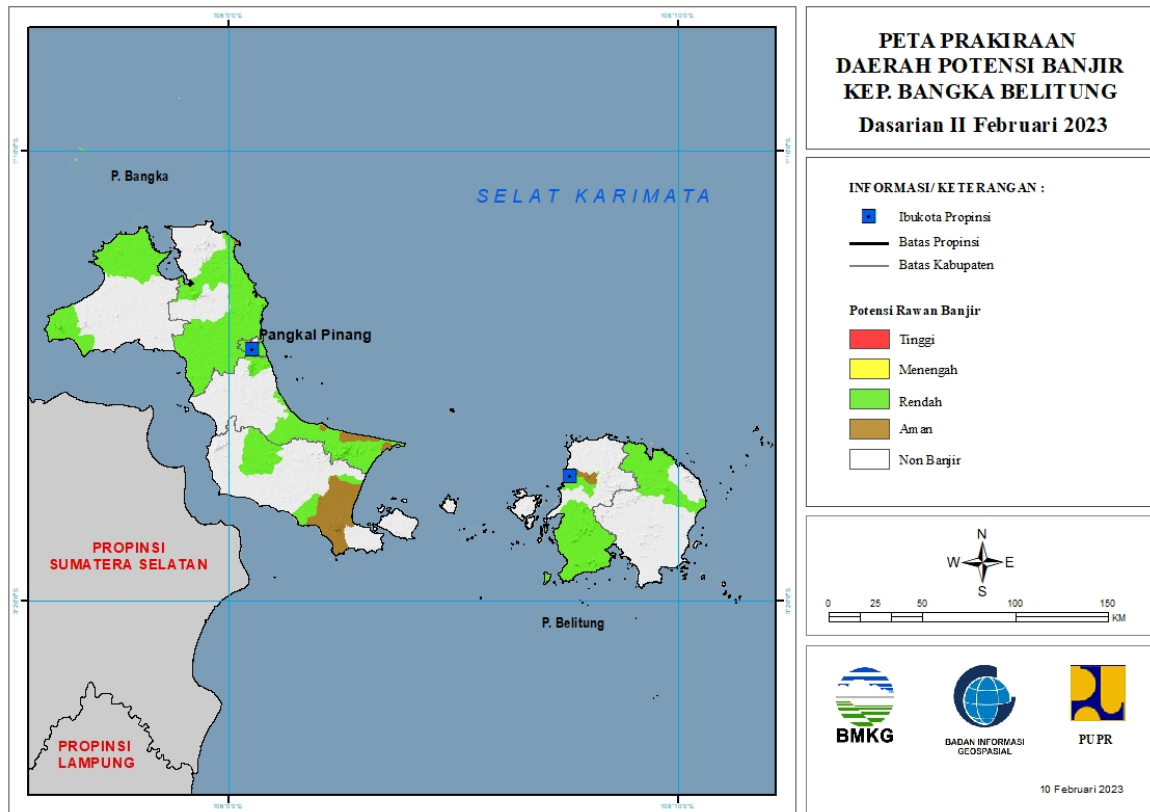 PETA PRAKIRAAN
DAERAH POTENSI BANJIR
KEP. BANGKA BELITUNG
Dasarian II Februari 2023
P. Bangka
SELAT KARIMATA
Pangkal Pinang
P. Belitung
PROPINSI
SUMATERA SELATAN
PROPINSI
LAMPUNG
INFORMASI/ KETERANGAN :
Ibukota Propinsi
Batas Propinsi
Batas Kabupaten
Potensi Rawan Banjir
Tinggi
Menengah
Rendah
Aman
Non Banjir
N
W E
S
0 25 50 100 150
KM
BMKG
BADAN INFORMASI
GEOSPASIAL
PUPR
10 Februari 2023